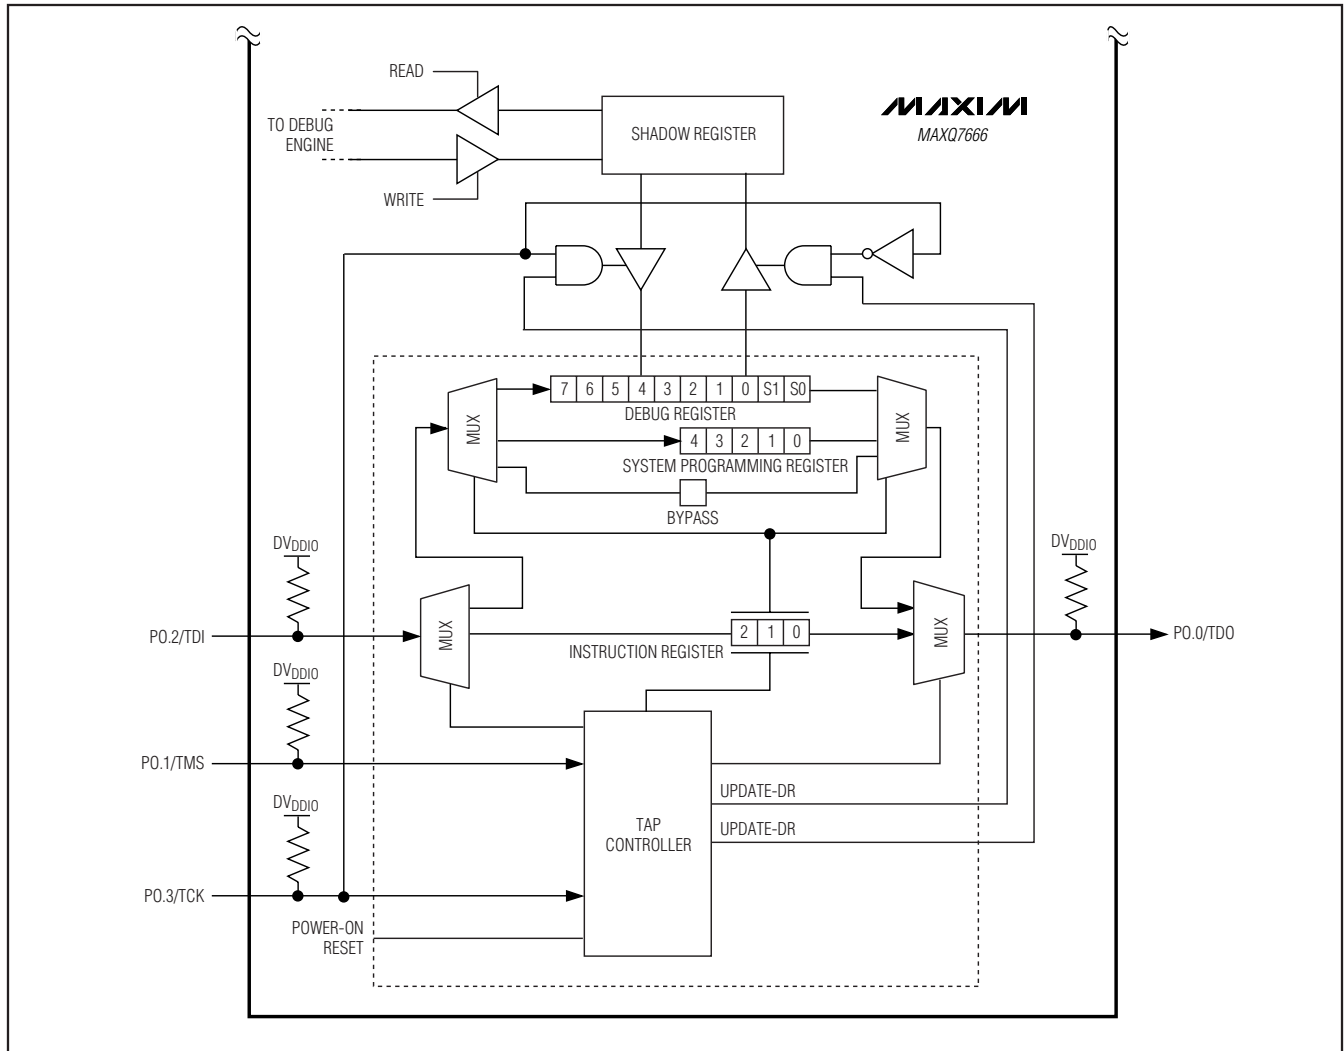 READ
TO DEBUG
ENGINE
WRITE
SHADOW REGISTER
MAXIM
MAXQ7666
7 6 5 4 3 2 1 0 S1 S0
DEBUG REGISTER
MUX
MUX
4 3 2 1 0
SYSTEM PROGRAMMING REGISTER
BYPASS
DVDDIO
DVDDIO
P0.2/TDI
MUX
2 1 0
INSTRUCTION REGISTER
MUX
P0.0/TDO
DVDDIO
P0.1/TMS
UPDATE-DR
DVDDIO
TAP
CONTROLLER
UPDATE-DR
P0.3/TCK
POWER-ON
RESET